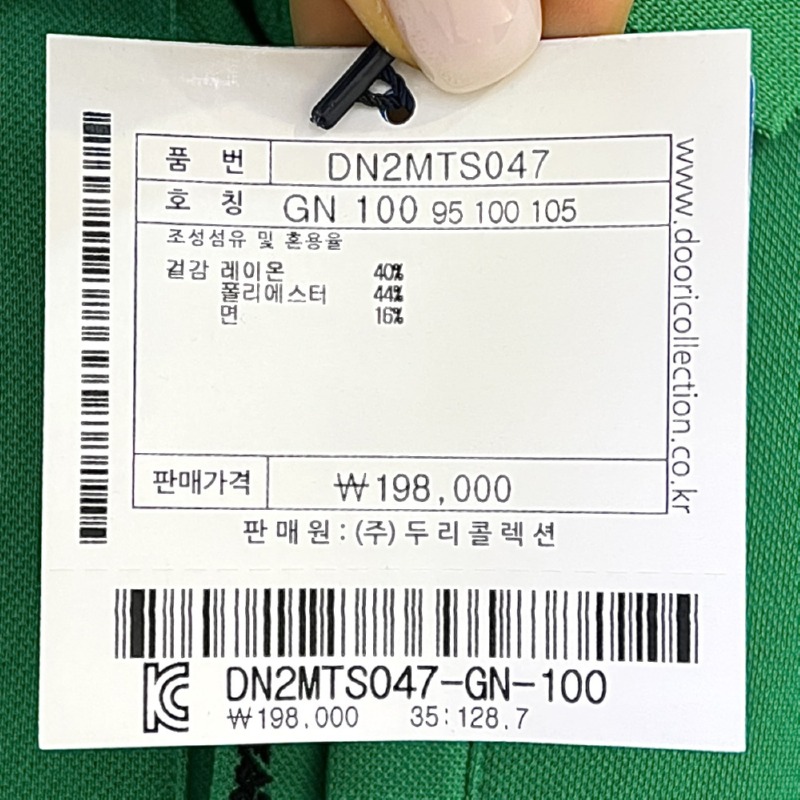 품 번 DN2MTS047
호 칭 GN 100 95 100 105
조성섬유 및 혼용율
겉감 레이온 40%
폴리에스터 44%
면 16%
판매가격 ₩198,000
판매원 : (주)두리콜렉션
www.dooricollection.co.kr
DN2MTS047-GN-100
₩198,000 35:128.7